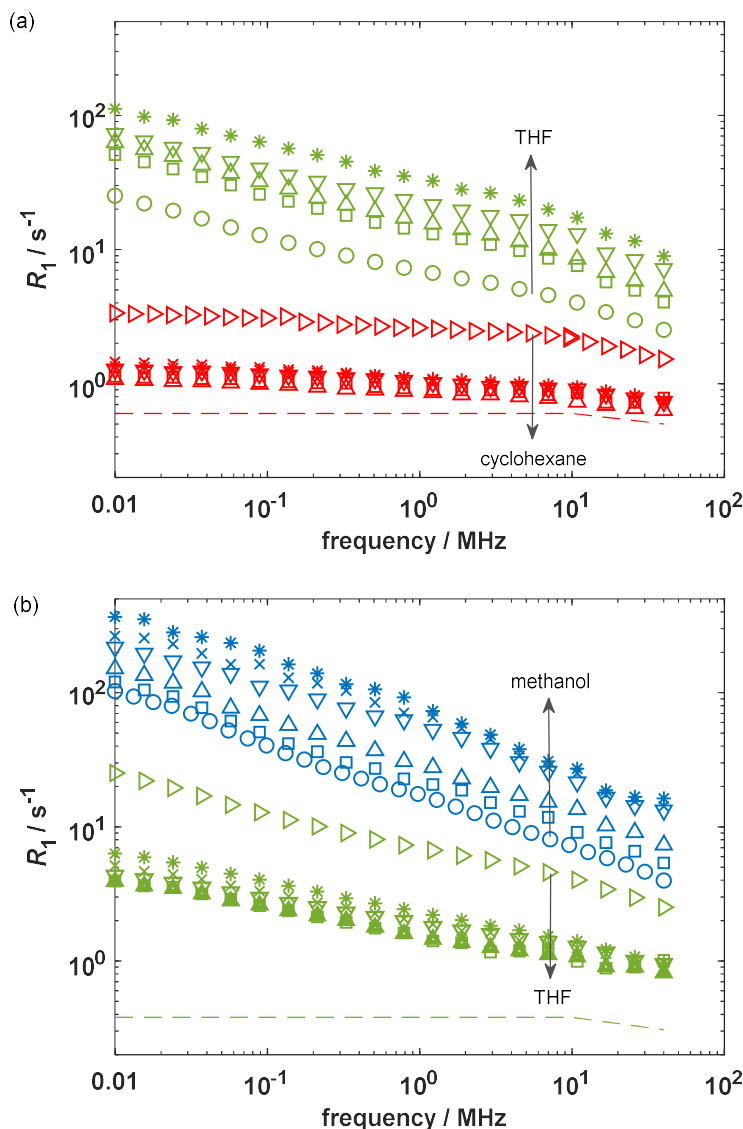 (a)
10²
10¹
10⁰
R₁ / s⁻¹
THF
cyclohexane
0.01
10⁻¹
10⁰
10¹
10²
frequency / MHz
(b)
10²
10¹
10⁰
R₁ / s⁻¹
methanol
THF
0.01
10⁻¹
10⁰
10¹
10²
frequency / MHz